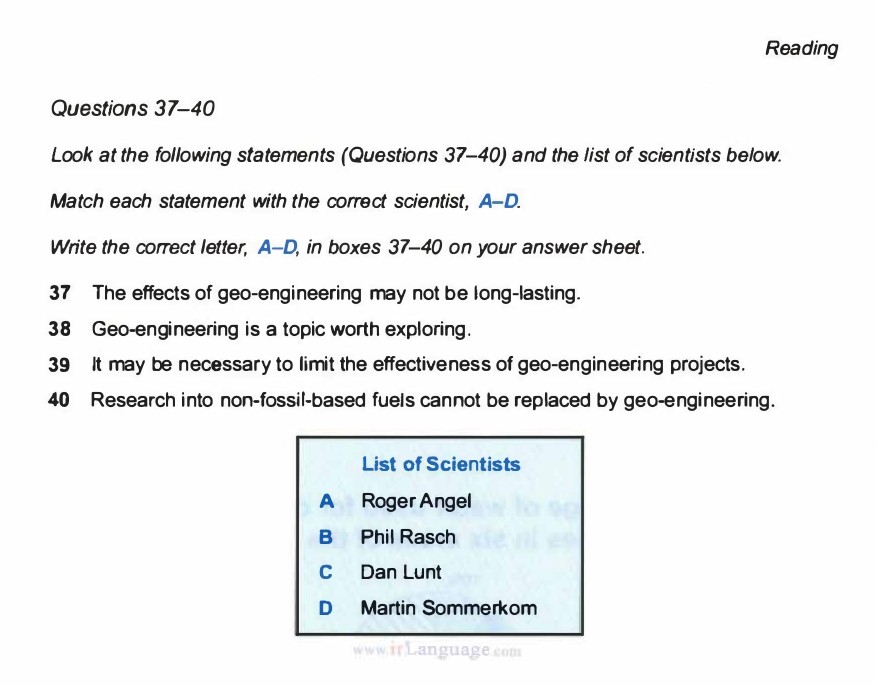 Reading
Questions 37–40
Look at the following statements (Questions 37–40) and the list of scientists below.
Match each statement with the correct scientist, A–D.
Write the correct letter, A–D, in boxes 37–40 on your answer sheet.
37 The effects of geo-engineering may not be long-lasting.
38 Geo-engineering is a topic worth exploring.
39 It may be necessary to limit the effectiveness of geo-engineering projects.
40 Research into non-fossil-based fuels cannot be replaced by geo-engineering.
List of Scientists
A Roger Angel
B Phil Rasch
C Dan Lunt
D Martin Sommerkom
www.irLanguage.com